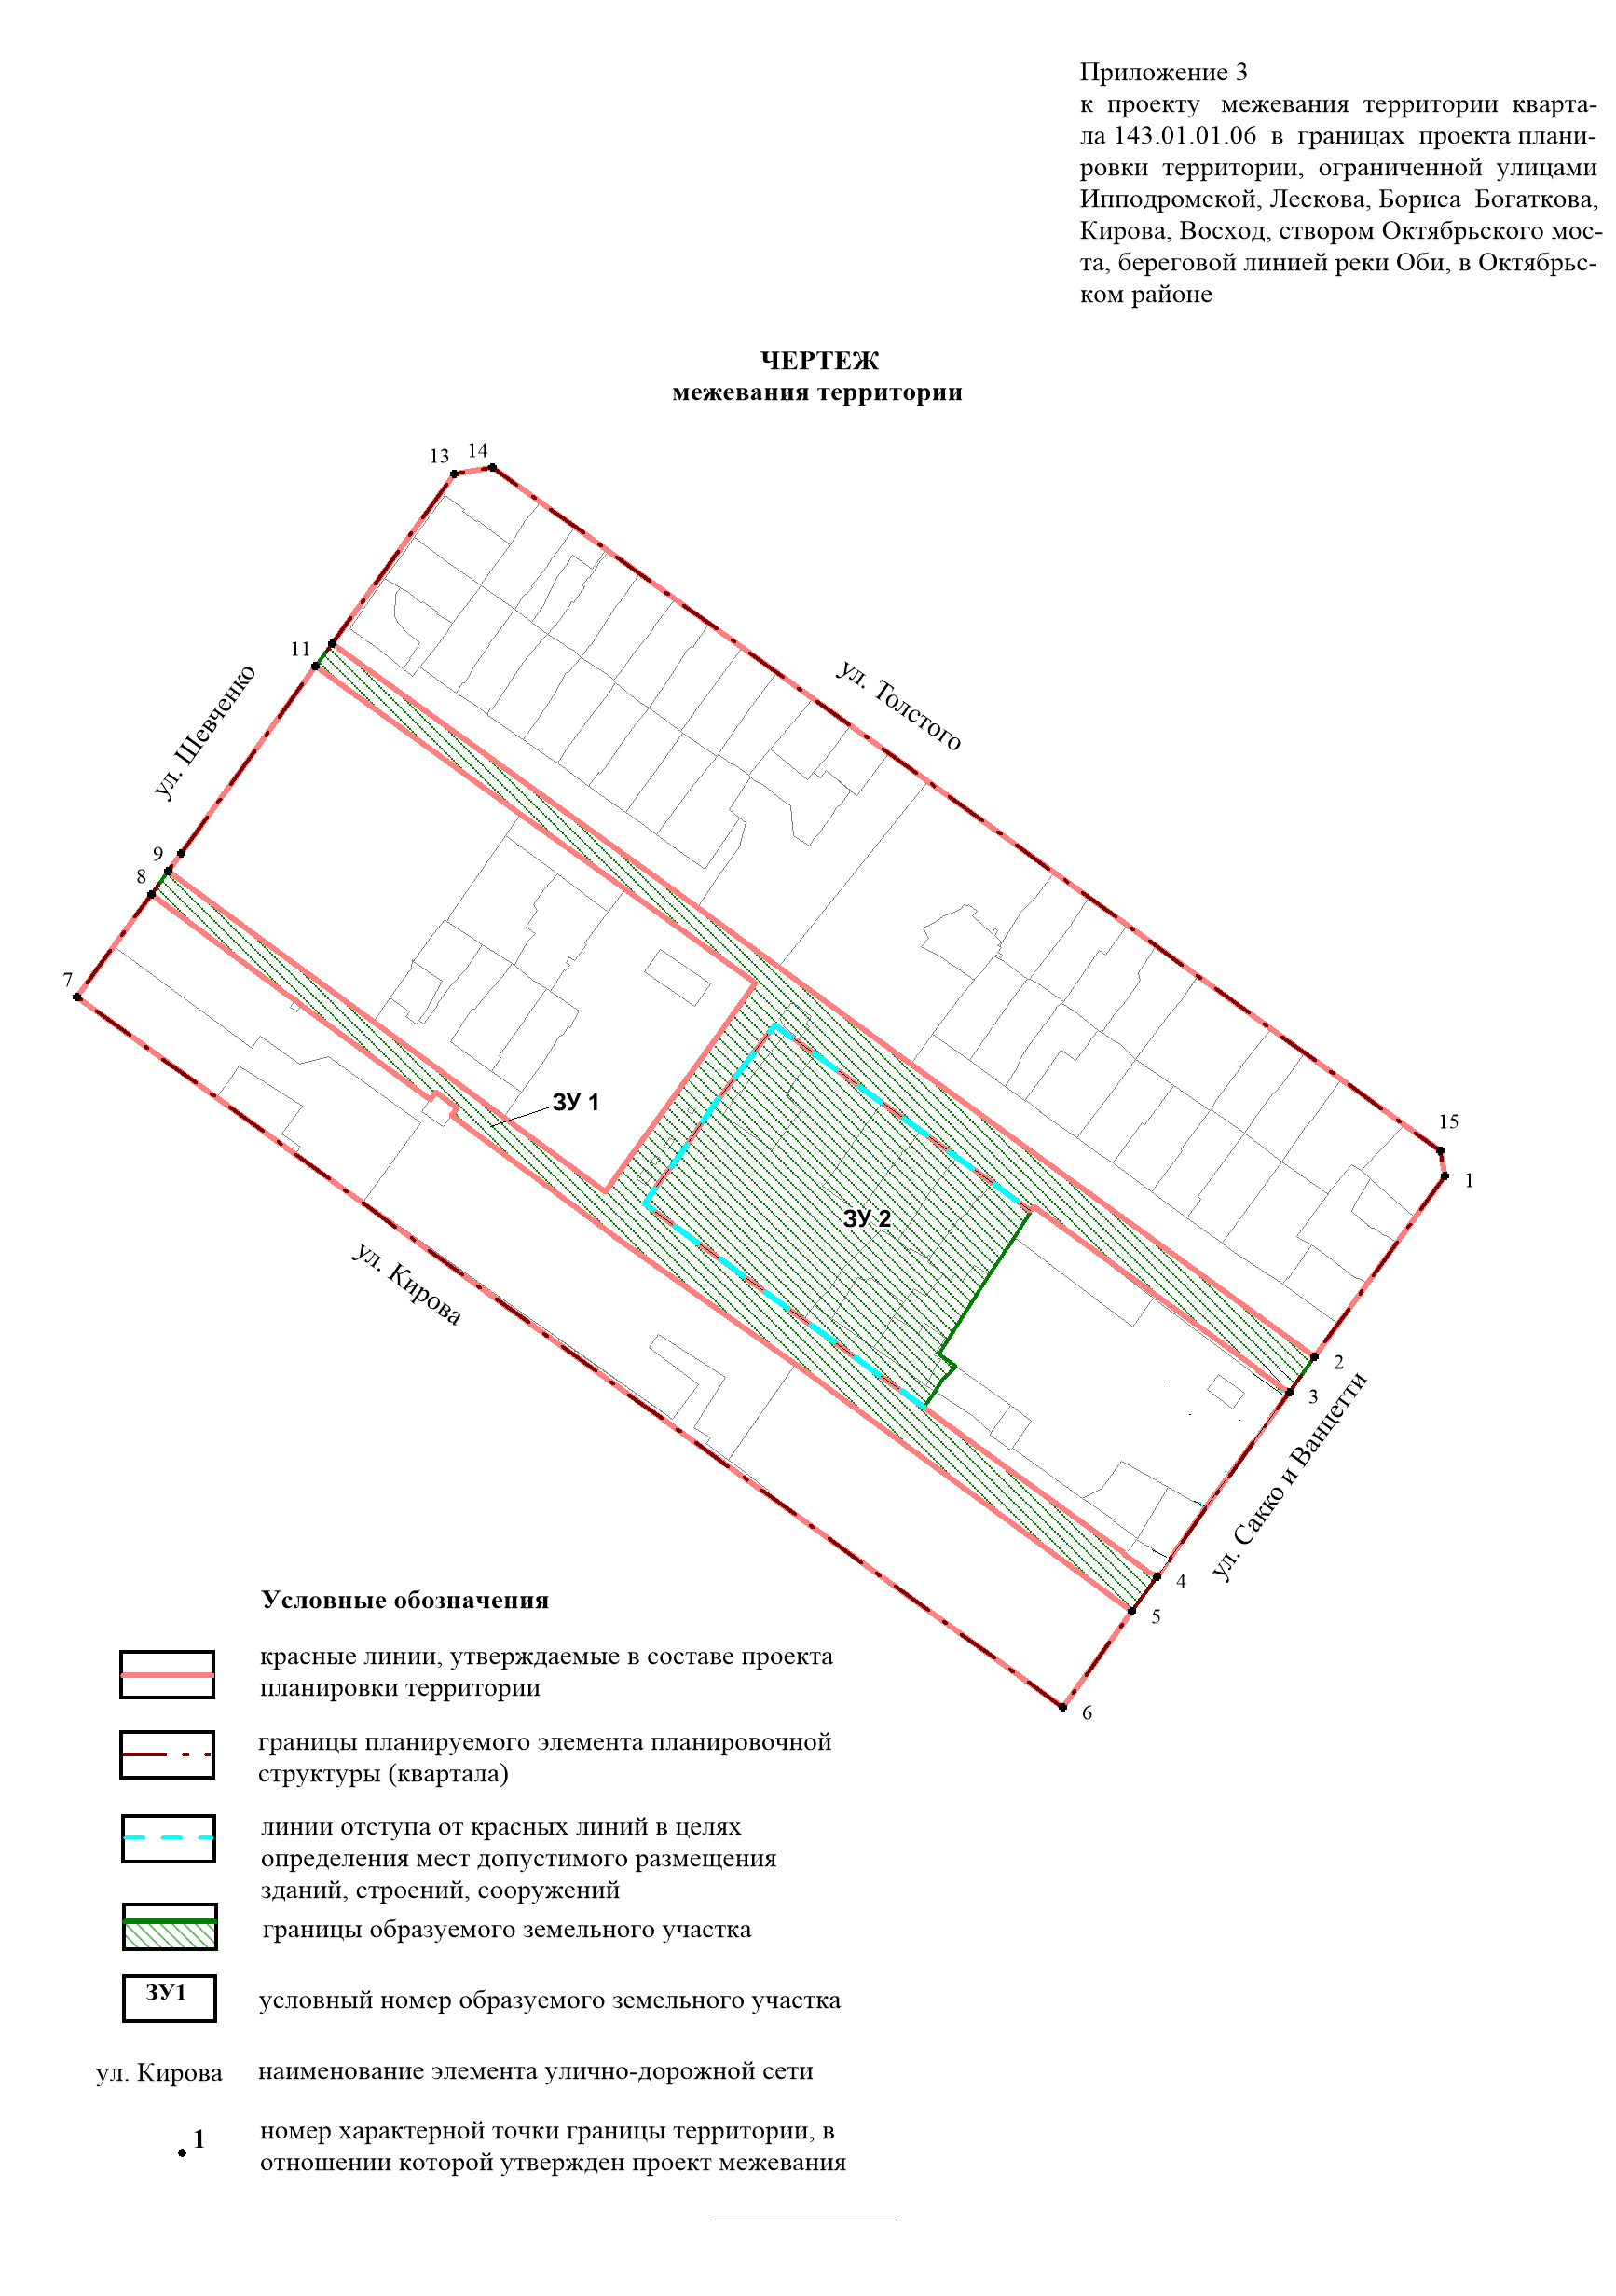 Приложение 3
к проекту межевания территории кварта-
ла 143.01.01.06 в границах проекта плани-
ровки территории, ограниченной улицами
Ипподромской, Лескова, Бориса Богаткова,
Кирова, Восход, створом Октябрьского мос-
та, береговой линией реки Оби, в Октябрьс-
ком районе
ЧЕРТЕЖ
межевания территории
13
14
11
ул. Шевченко
ул. Толстого
9
8
7
ЗУ 1
15
1
ЗУ 2
ул. Кирова
2
3
ул. Сакко и Ванцетти
4
5
6
Условные обозначения
красные линии, утверждаемые в составе проекта
планировки территории
границы планируемого элемента планировочной
структуры (квартала)
линии отступа от красных линий в целях
определения мест допустимого размещения
зданий, строений, сооружений
границы образуемого земельного участка
ЗУ1
условный номер образуемого земельного участка
ул. Кирова наименование элемента улично-дорожной сети
1
номер характерной точки границы территории, в
отношении которой утвержден проект межевания